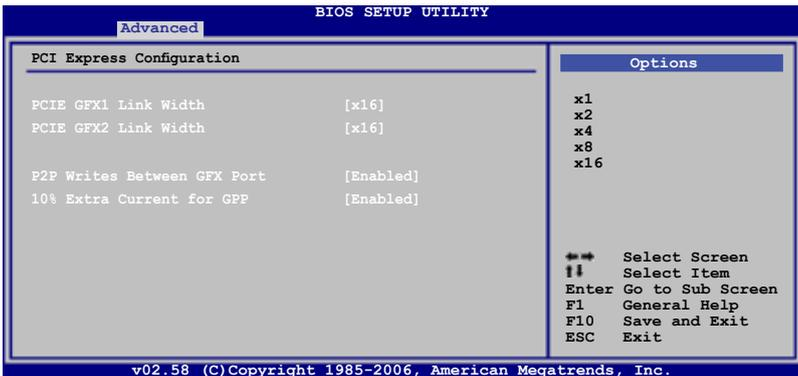 BIOS SETUP UTILITY
Advanced
PCI Express Configuration
PCIE GFX1 Link Width [x16]
PCIE GFX2 Link Width [x16]
P2P Writes Between GFX Port [Enabled]
10% Extra Current for GPP [Enabled]
Options
x1
x2
x4
x8
x16
←→ Select Screen
↑↓ Select Item
Enter Go to Sub Screen
F1 General Help
F10 Save and Exit
ESC Exit
v02.58 (C)Copyright 1985-2006, American Megatrends, Inc.